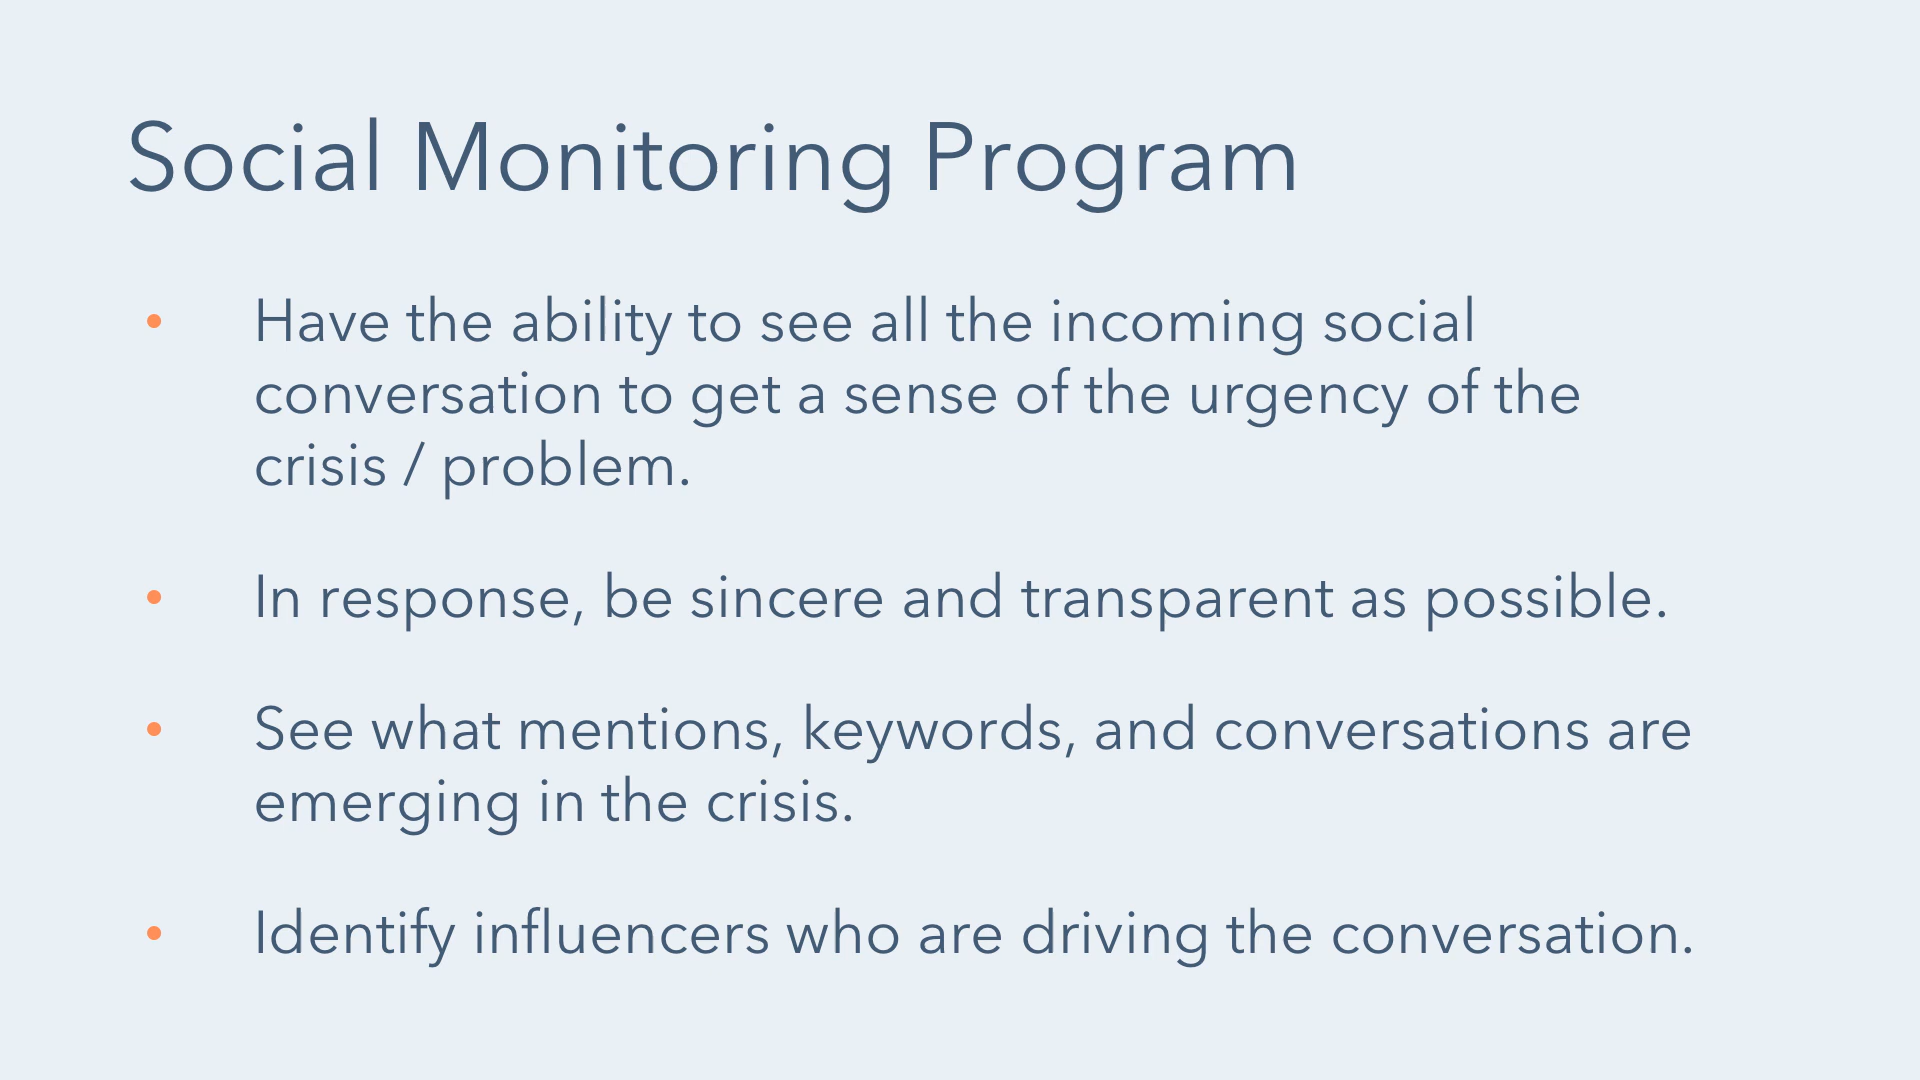 Social Monitoring Program
• Have the ability to see all the incoming social
conversation to get a sense of the urgency of the
crisis / problem.
• In response, be sincere and transparent as possible.
• See what mentions, keywords, and conversations are
emerging in the crisis.
• Identify influencers who are driving the conversation.